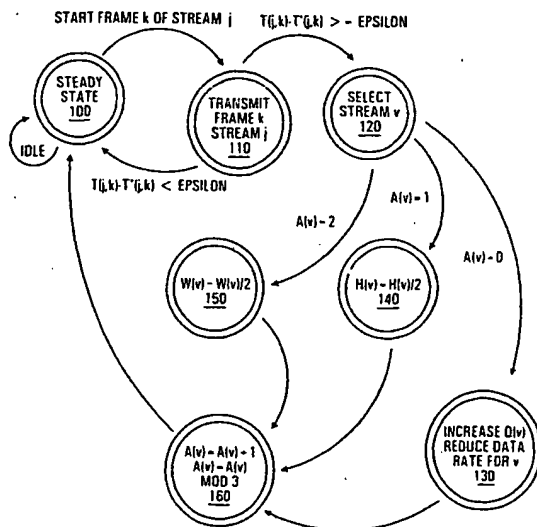 START FRAME k OF STREAM j
T(j,k)-T*(j,k) > - EPSILON
STEADY
STATE
100
TRANSMIT
FRAME k
STREAM j
110
SELECT
STREAM v
120
IDLE
T(j,k)-T*(j,k) < EPSILON
A(v) - 2
A(v) - 1
A(v) - 0
W(v) - W(v)/2
150
H(v) - H(v)/2
140
A(v) - A(v) + 1
A(v) - A(v)
MOD 3
160
INCREASE Q(v)
REDUCE DATA
RATE FOR v
130